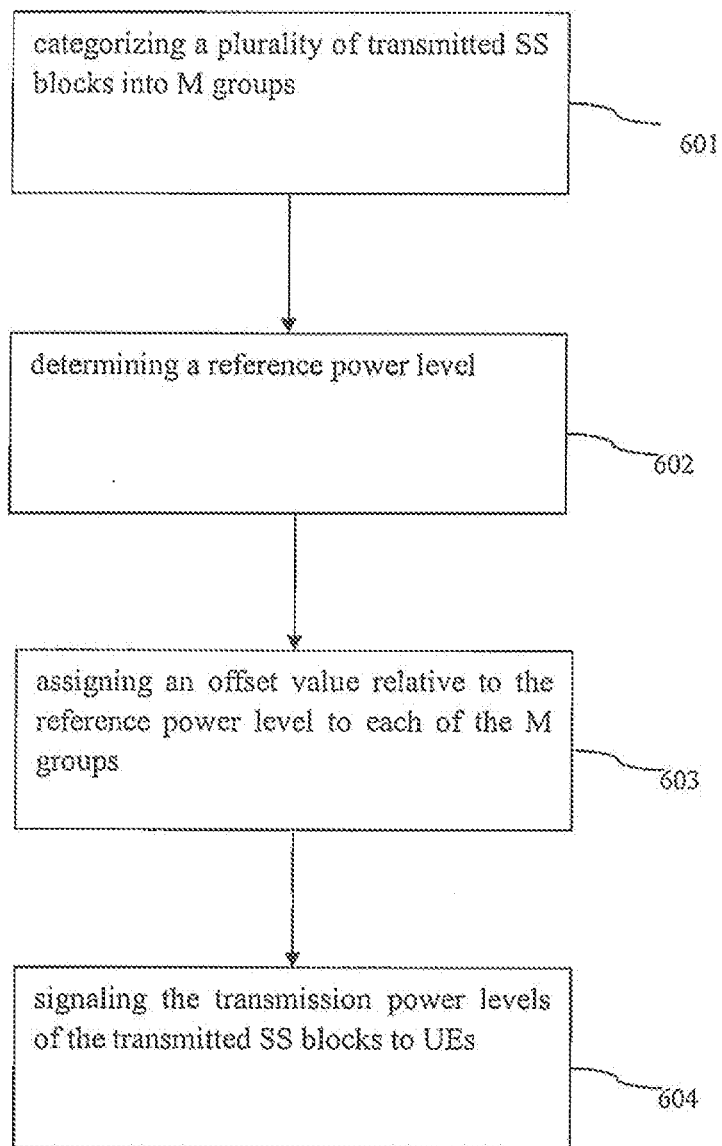 categorizing a plurality of transmitted SS
blocks into M groups
601
determining a reference power level
602
assigning an offset value relative to the
reference power level to each of the M
groups
603
signaling the transmission power levels
of the transmitted SS blocks to UEs
604